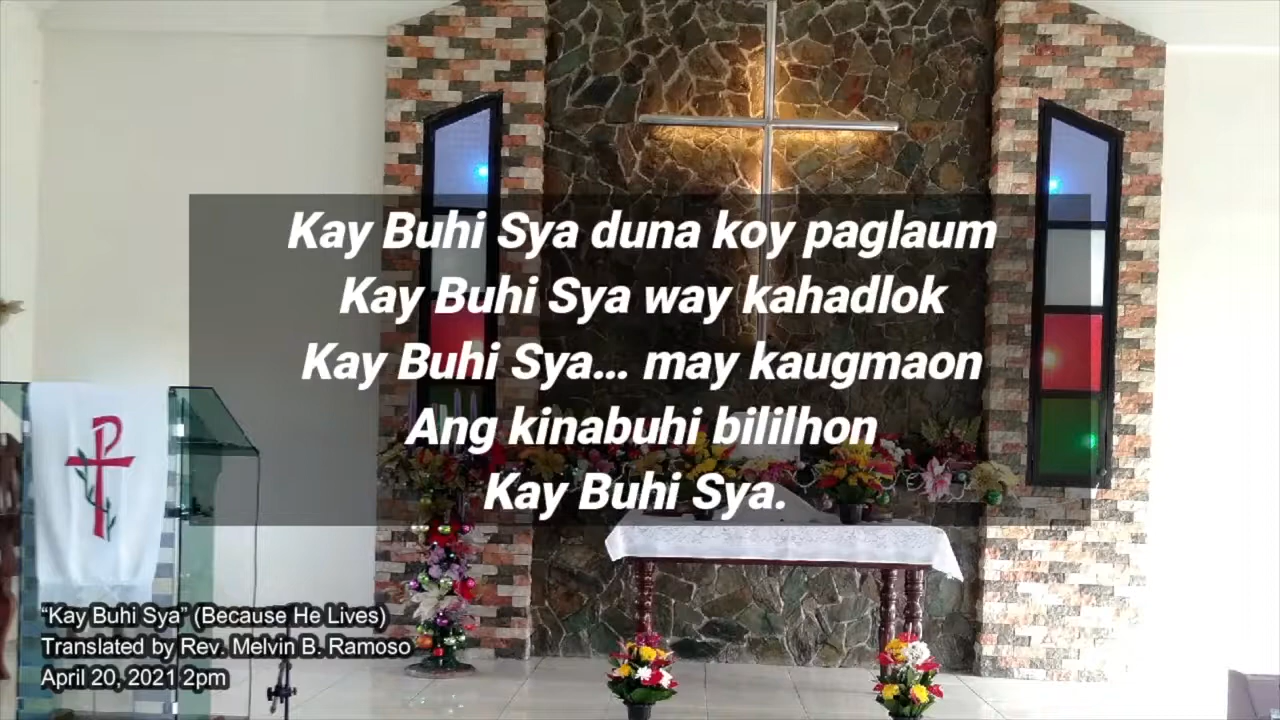 Kay Buhi Sya duna koy paglaum
Kay Buhi Sya way kahadlok
Kay Buhi Sya... may kaugmaon
Ang kinabuhi bililhon
Kay Buhi Sya.
“Kay Buhi Sya” (Because He Lives)
Translated by Rev. Melvin B. Ramoso
April 20, 2021 2pm